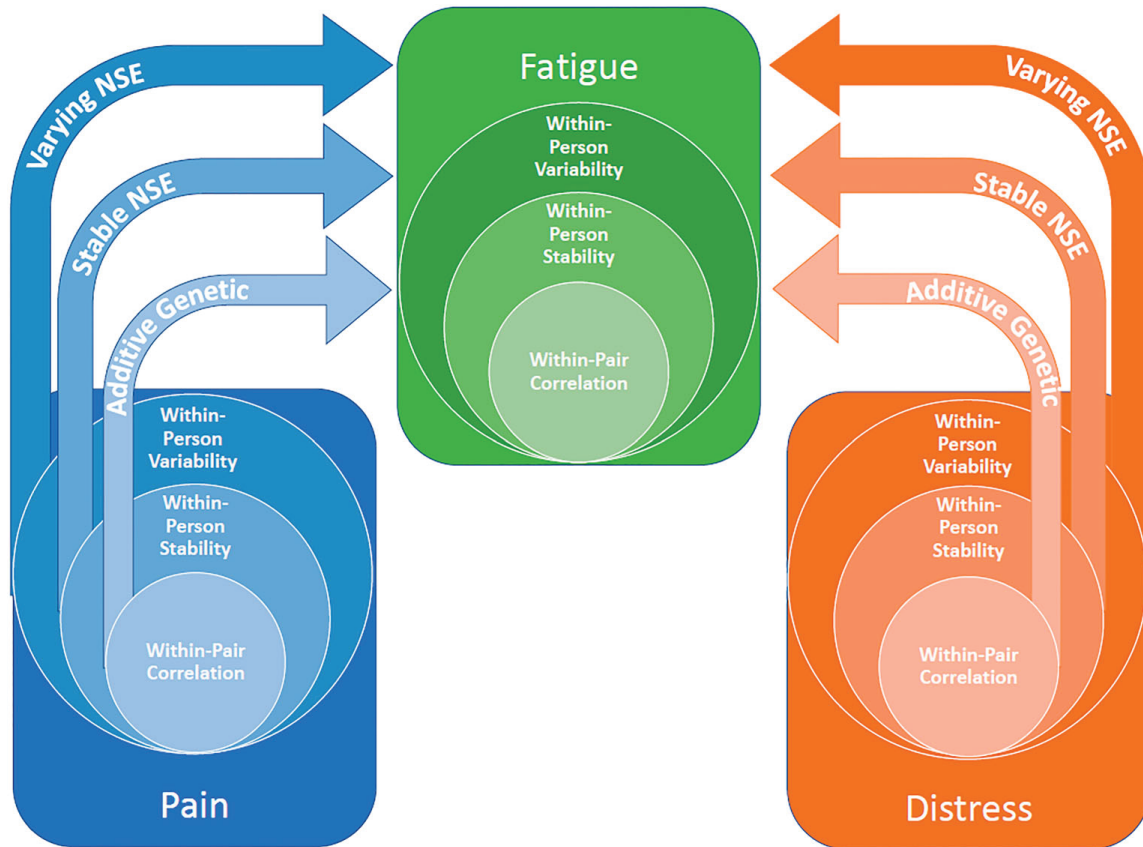 Fatigue
Within-
Person
Variability
Within-
Person
Stability
Within-Pair
Correlation
Varying NSE
Stable NSE
Additive Genetic
Varying NSE
Stable NSE
Additive Genetic
Within-
Person
Variability
Within-
Person
Stability
Within-Pair
Correlation
Pain
Within-
Person
Variability
Within-
Person
Stability
Within-Pair
Correlation
Distress